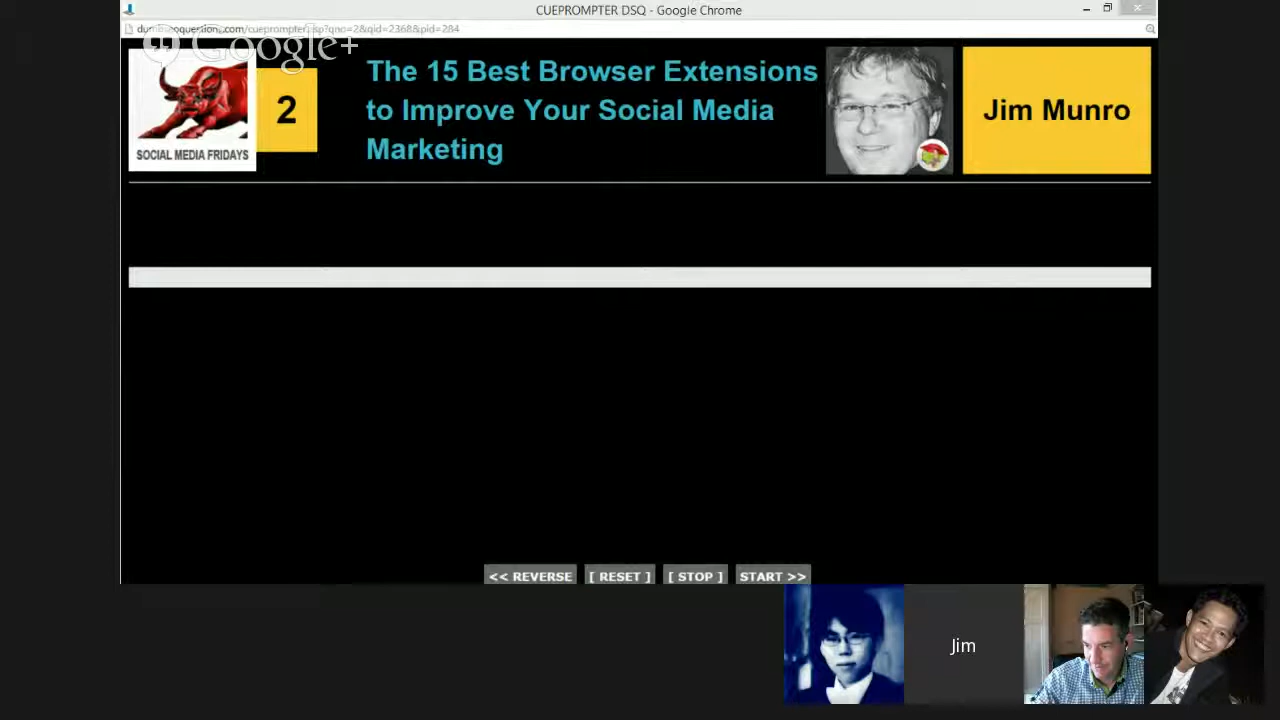 CUEPROMPTER DSQ - Google Chrome
Google+
SOCIAL MEDIA FRIDAYS
2
The 15 Best Browser Extensions
to Improve Your Social Media
Marketing
Jim Munro
<< REVERSE
[ RESET ]
[ STOP ]
START >>
Jim